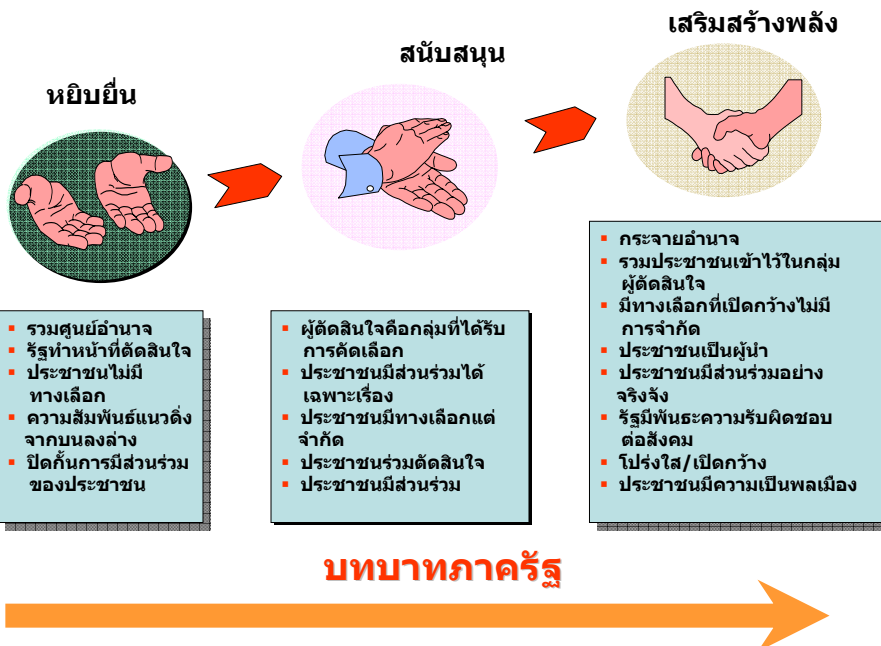 หยิบยื่น
สนับสนุน
เสริมสร้างพลัง
▪ รวมศูนย์อำนาจ
▪ รัฐทำหน้าที่ตัดสินใจ
▪ ประชาชนไม่มี
ทางเลือก
▪ ความสัมพันธ์แนวดิ่ง
จากบนลงล่าง
▪ ปิดกั้นการมีส่วนร่วม
ของประชาชน
▪ ผู้ตัดสินใจคือกลุ่มที่ได้รับ
การคัดเลือก
▪ ประชาชนมีส่วนร่วมได้
เฉพาะเรื่อง
▪ ประชาชนมีทางเลือกแต่
จำกัด
▪ ประชาชนร่วมตัดสินใจ
▪ ประชาชนมีส่วนร่วม
▪ กระจายอำนาจ
▪ รวมประชาชนเข้าไว้ในกลุ่ม
ผู้ตัดสินใจ
▪ มีทางเลือกที่เปิดกว้างไม่มี
การจำกัด
▪ ประชาชนเป็นผู้นำ
▪ ประชาชนมีส่วนร่วมอย่าง
จริงจัง
▪ รัฐมีพันธะความรับผิดชอบ
ต่อสังคม
▪ โปร่งใส/เปิดกว้าง
▪ ประชาชนมีความเป็นพลเมือง
บทบาทภาครัฐ